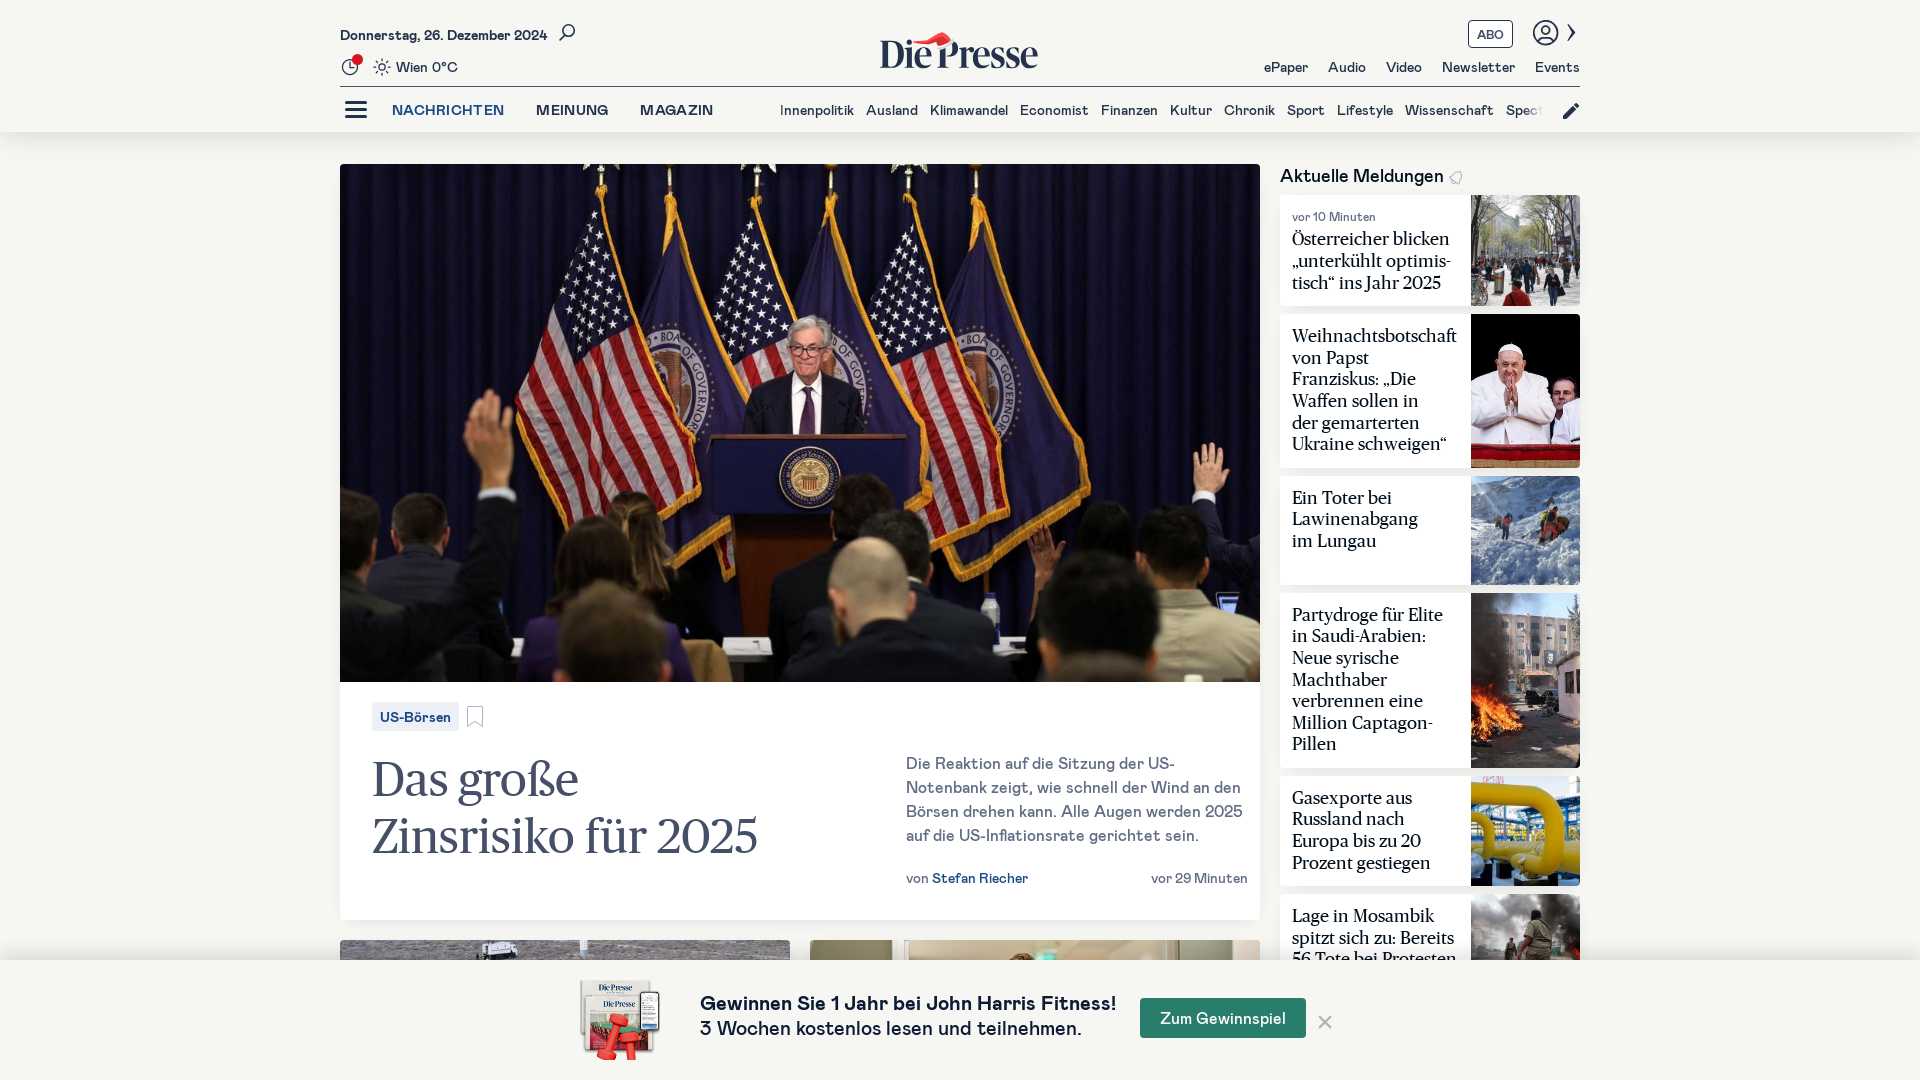 Donnerstag, 26. Dezember 2024
Wien 0°C
Die Presse
ABO
ePaper
Audio
Video
Newsletter
Events
NACHRICHTEN
MEINUNG
MAGAZIN
Innenpolitik
Ausland
Klimawandel
Economist
Finanzen
Kultur
Chronik
Sport
Lifestyle
Wissenschaft
Spect
US-Börsen
Das große
Zinsrisiko für 2025
Die Reaktion auf die Sitzung der US-
Notenbank zeigt, wie schnell der Wind an den
Börsen drehen kann. Alle Augen werden 2025
auf die US-Inflationsrate gerichtet sein.
von Stefan Riecher
vor 29 Minuten
Aktuelle Meldungen
vor 10 Minuten
Österreicher blicken
„unterkühlt optimis-
tisch“ ins Jahr 2025
Weihnachtsbotschaft
von Papst
Franziskus: „Die
Waffen sollen in
der gemarterten
Ukraine schweigen“
Ein Toter bei
Lawinenabgang
im Lungau
Partydroge für Elite
in Saudi-Arabien:
Neue syrische
Machthaber
verbrennen eine
Million Captagon-
Pillen
Gasexporte aus
Russland nach
Europa bis zu 20
Prozent gestiegen
Lage in Mosambik
spitzt sich zu: Bereits
56 Tote bei Protesten
Die Presse
Die Presse
Gewinnen Sie 1 Jahr bei John Harris Fitness!
3 Wochen kostenlos lesen und teilnehmen.
Zum Gewinnspiel